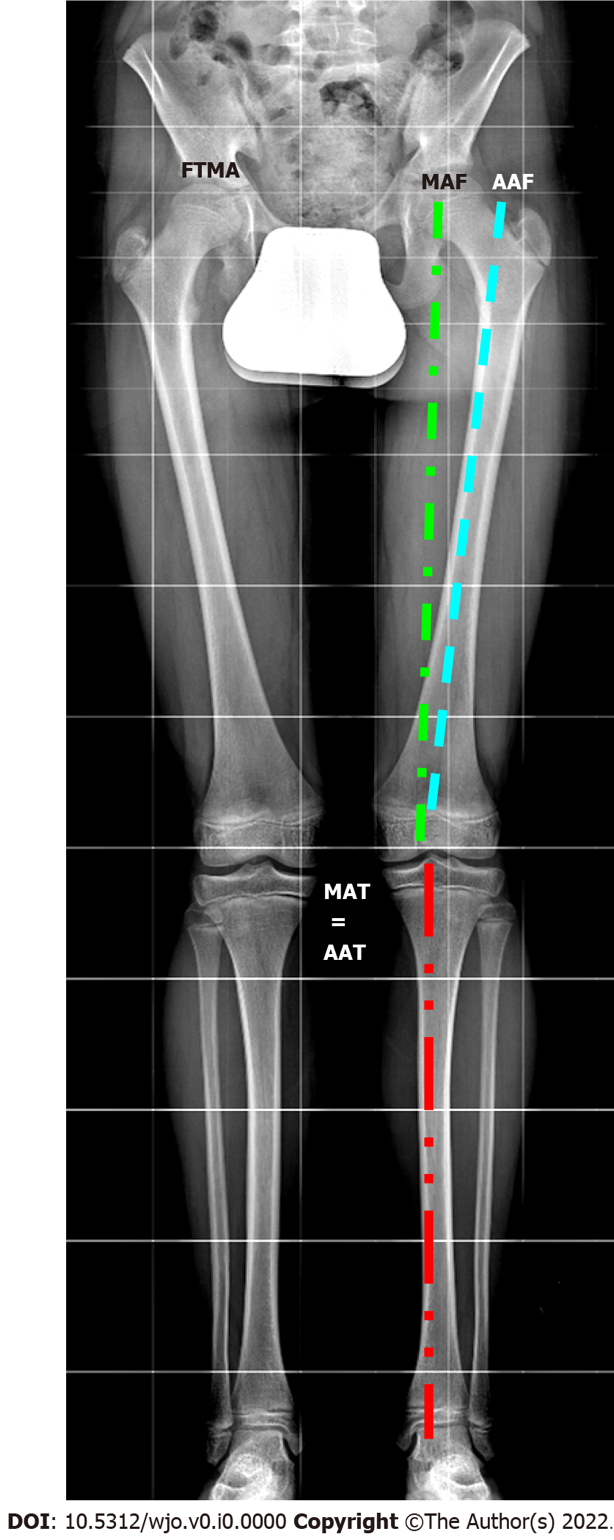 FTMA
MAF AAF
MAT
=
AAT
DOI: 10.5312/wjo.v0.i0.0000 Copyright ©The Author(s) 2022